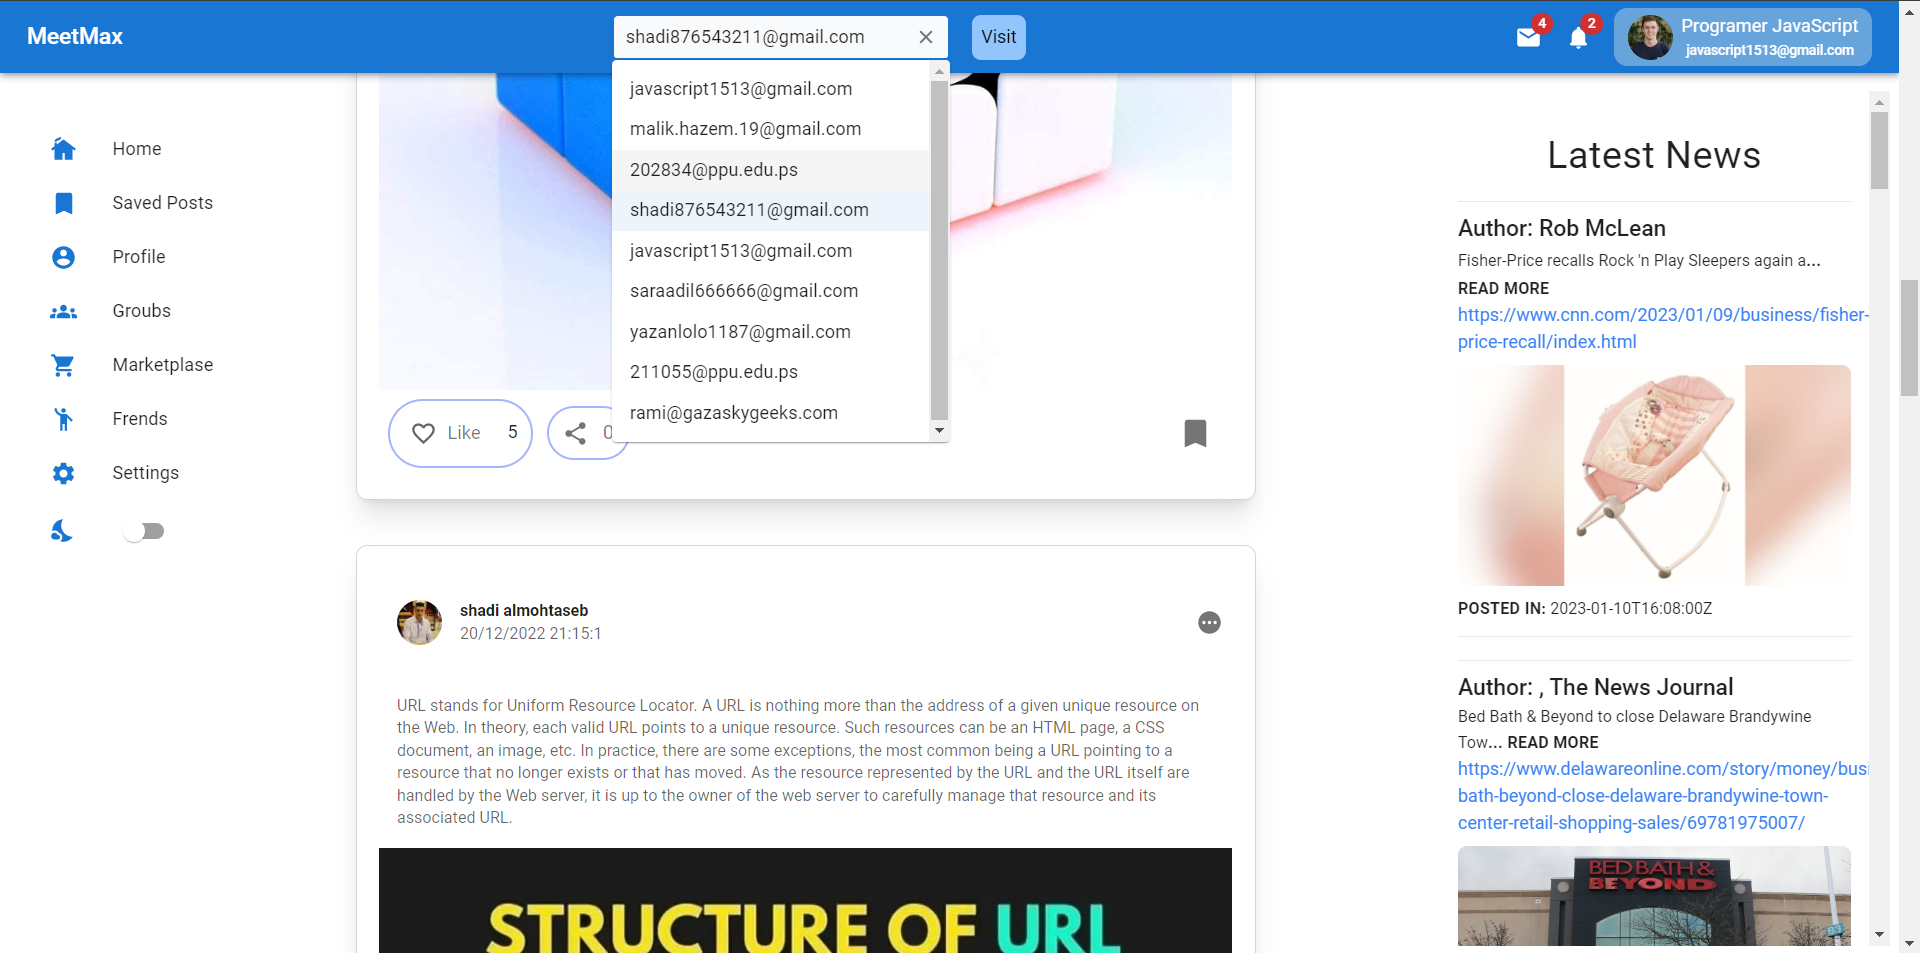 MeetMax
shadi876543211@gmail.com
Visit
4
2
Programer JavaScript
javascript1513@gmail.com
javascript1513@gmail.com
malik.hazem.19@gmail.com
202834@ppu.edu.ps
shadi876543211@gmail.com
javascript1513@gmail.com
saraadil666666@gmail.com
yazanlolo1187@gmail.com
211055@ppu.edu.ps
rami@gazaskygeeks.com
Home
Saved Posts
Profile
Groubs
Marketplase
Frends
Settings
Like 5
0
shadi almohtaseb
20/12/2022 21:15:1
URL stands for Uniform Resource Locator. A URL is nothing more than the address of a given unique resource on
the Web. In theory, each valid URL points to a unique resource. Such resources can be an HTML page, a CSS
document, an image, etc. In practice, there are some exceptions, the most common being a URL pointing to a
resource that no longer exists or that has moved. As the resource represented by the URL and the URL itself are
handled by the Web server, it is up to the owner of the web server to carefully manage that resource and its
associated URL.
STRUCTURE OF URL
Latest News
Author: Rob McLean
Fisher-Price recalls Rock 'n Play Sleepers again a...
READ MORE
https://www.cnn.com/2023/01/09/business/fisher-
price-recall/index.html
POSTED IN: 2023-01-10T16:08:00Z
Author: , The News Journal
Bed Bath & Beyond to close Delaware Brandywine
Tow... READ MORE
https://www.delawareonline.com/story/money/busi
bath-beyond-close-delaware-brandywine-town-
center-retail-shopping-sales/69781975007/
BED BATH &
BEYOND